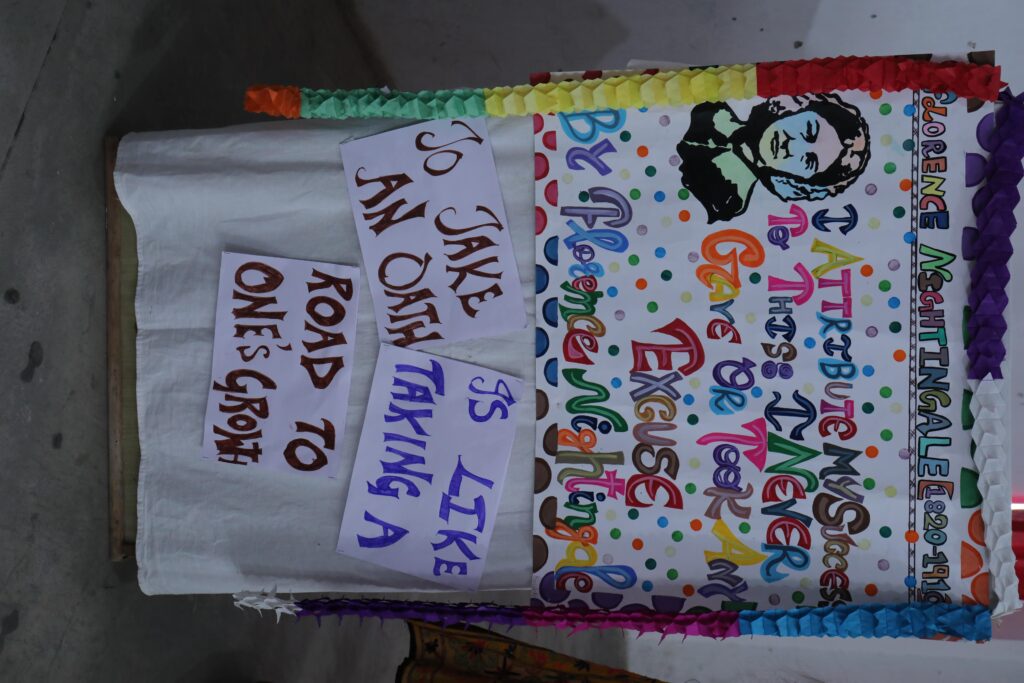 FLORENCE NIGHTINGALE [1820-1910
I ATTRIBUTE MY SUCCESS
TO THIS I NEVER
GAVE OR TOOK ANY
EXCUSE
By Florence Nightingale
TO TAKE
AN OATH
IS LIKE
TAKING A
ROAD TO
ONE'S GROWTH